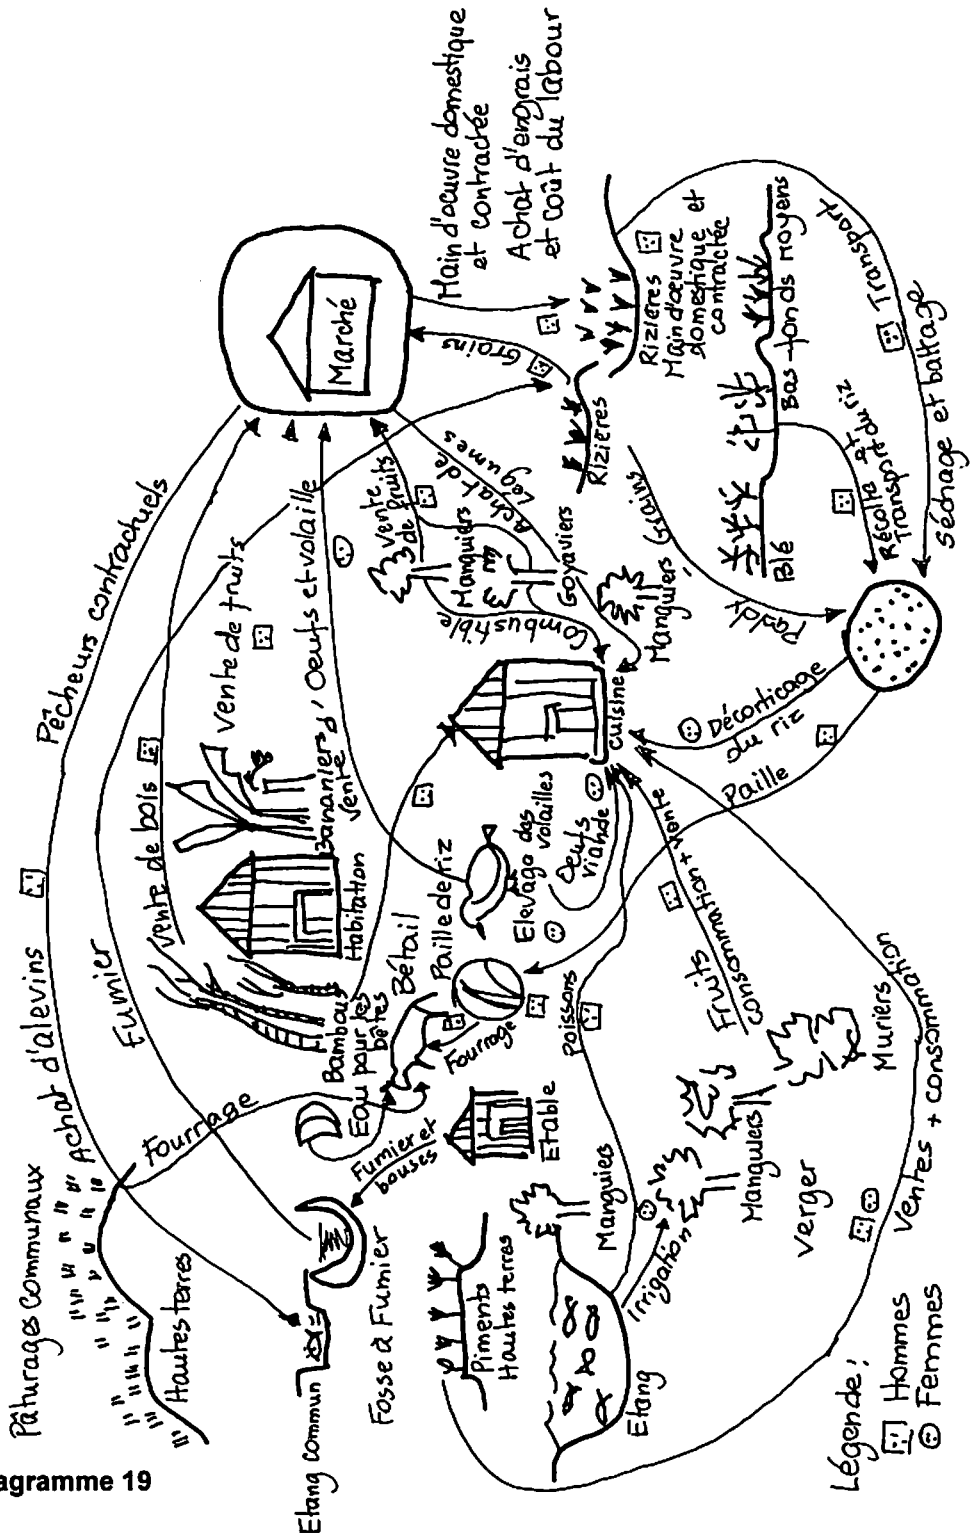 Pâturages Communaux
Hautes terres
Pêcheurs contractuels
Achat d'alevins
Fumier
Vente de bois
Fourrage
Etang commun
Fosse à Fumier
Fumier et
bouses
Eau pour les
bêtes
Bambous
Habitation
Bananiers
vente
Vente de fruits
d'Oeufs et volaille
Marché
Main d'œuvre domestique
et contractée
Achat d'engrais
et coût du labour
Grains
Rizières
Rizières
Main d'œuvre
domestique et
contractée
Vente
de fruits
Achat de
Légumes
Manguiers
Goyaviers
Combustible
Manguiers
Cuisine
Bétail
Paille de riz
Fourrage
Elevage des volailles
Oeufs
viande
Etable
Poissons
Piments
Hautes terres
Etang
Manguiers
Irrigation
Manguiers
verger
Muriers
Fruits
consommation + vente
Paddy Grains
Blé
Bas-fonds moyens
Récolte et
Transport du riz
Transport
Séchage et battage
Décorticage
du riz
Paille
Ventes + consommation
Légende:
Hommes
Femmes
agramme 19